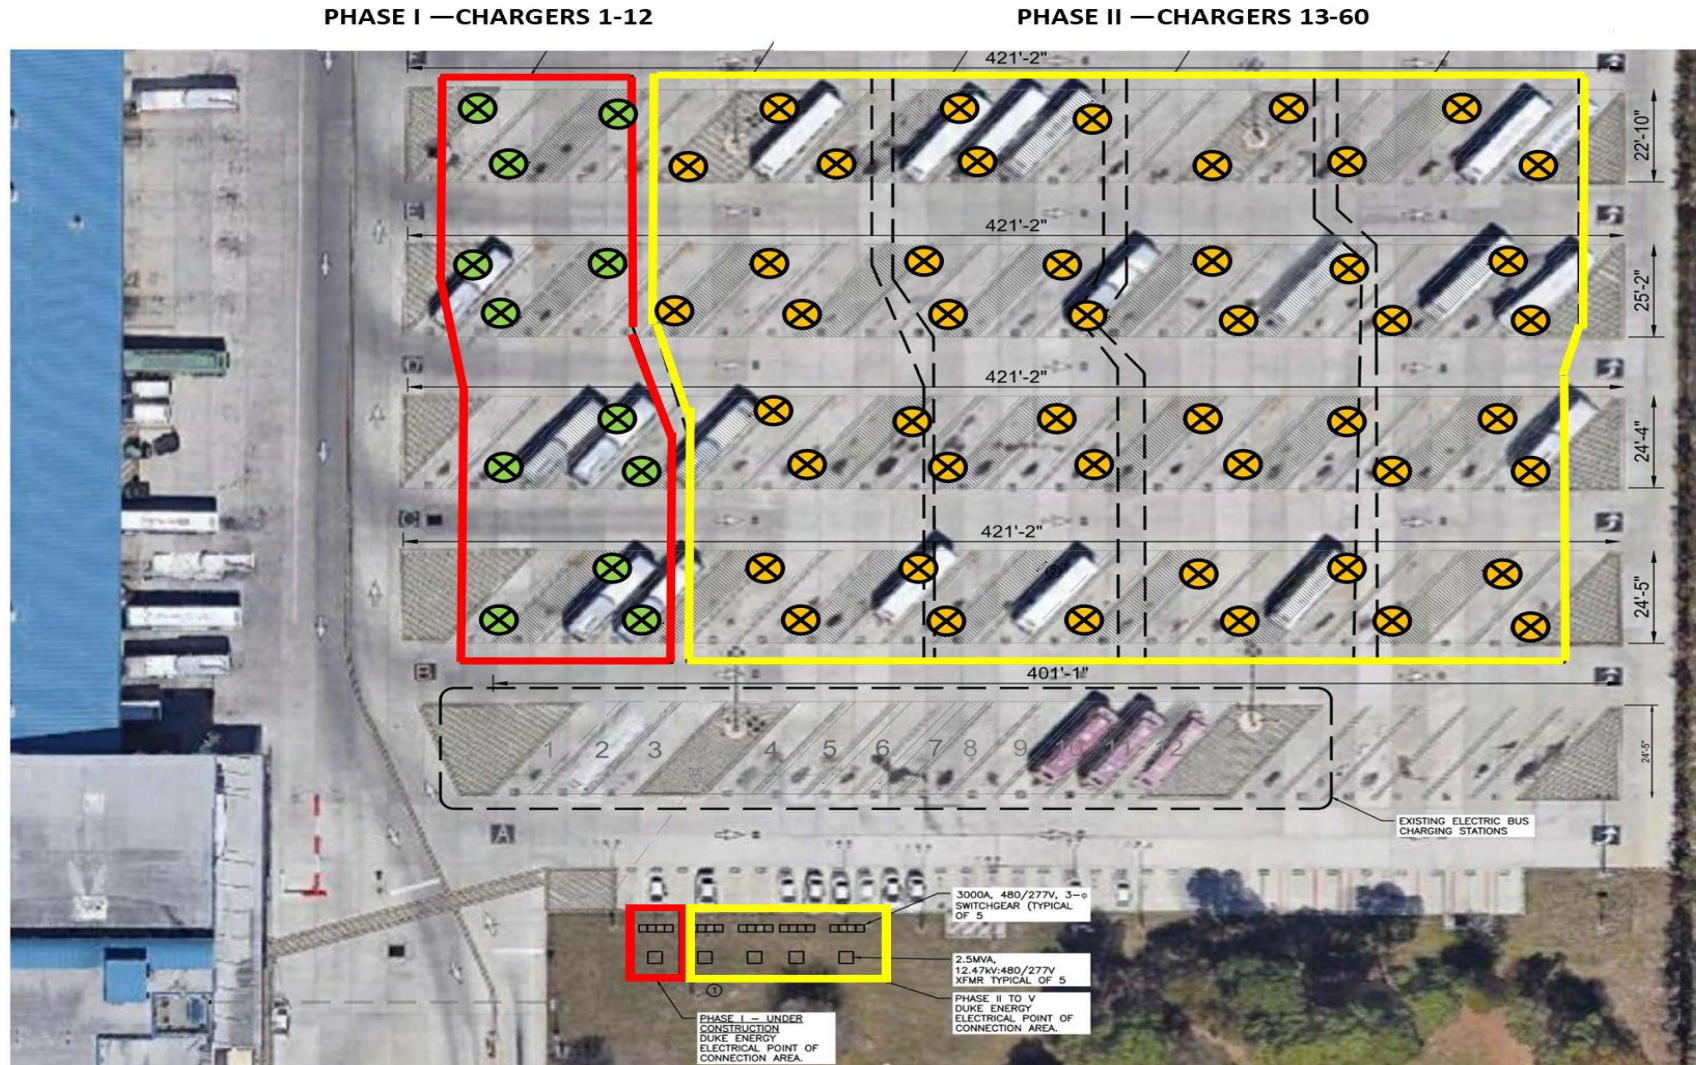 PHASE I —CHARGERS 1-12
PHASE II —CHARGERS 13-60
421'-2"
22'-10"
421'-2"
25'-2"
421'-2"
24'-4"
421'-2"
24'-5"
B
401'-1"
1 2 3 4 5 6 7 8 9 10 11 12
24'-5"
A
EXISTING ELECTRIC BUS
CHARGING STATIONS
3000A, 480/277V, 3-ϕ
SWITCHGEAR (TYPICAL
OF 5
2.5MVA,
12.47kV:480/277V
XFMR TYPICAL OF 5
1
PHASE II TO V
DUKE ENERGY
ELECTRICAL POINT OF
CONNECTION AREA.
PHASE I – UNDER
CONSTRUCTION
DUKE ENERGY
ELECTRICAL POINT OF
CONNECTION AREA.